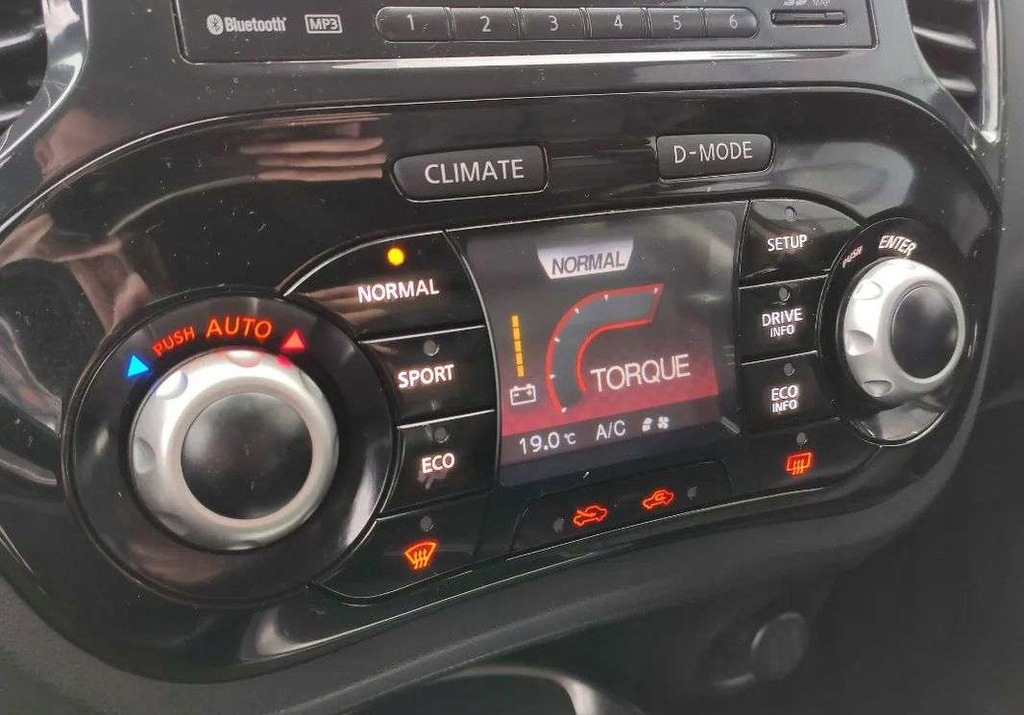 Bluetooth MP3 1 2 3 4 5 6
CLIMATE D-MODE
NORMAL
SPORT
ECO
PUSH AUTO
NORMAL
TORQUE
19.0°C A/C
SETUP
DRIVE
INFO
ECO
INFO
PUSH ENTER